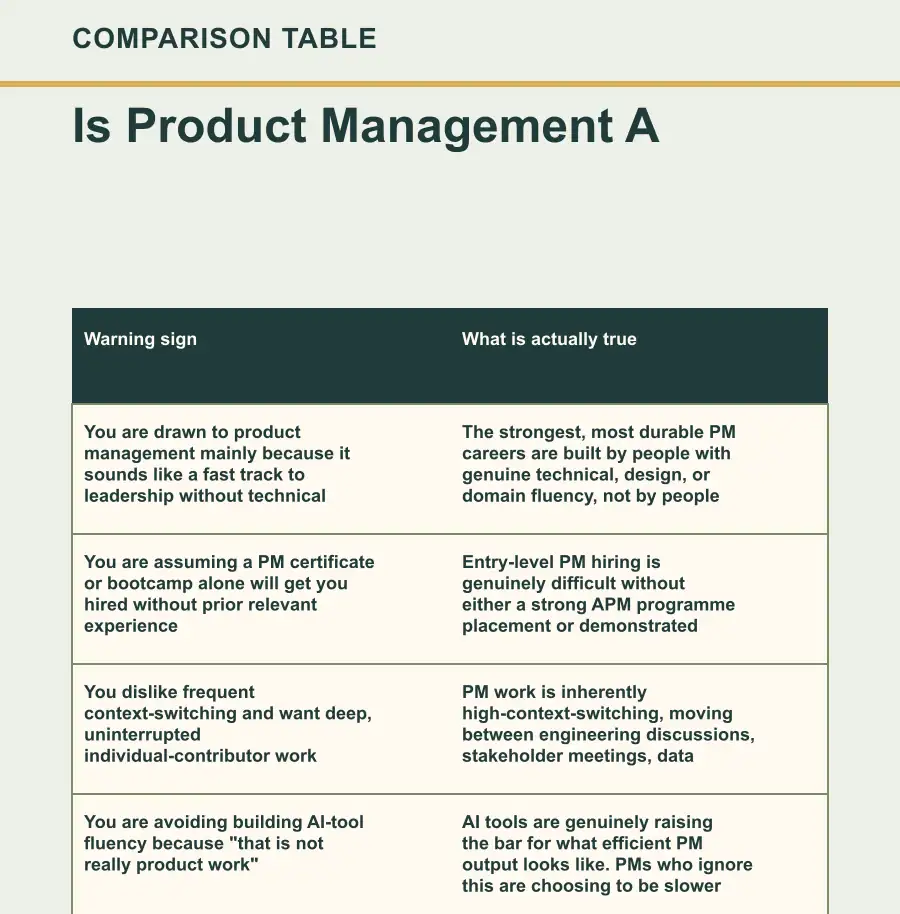 COMPARISON TABLE
Is Product Management A
Warning sign
What is actually true
You are drawn to product
management mainly because it
sounds like a fast track to
leadership without technical
The strongest, most durable PM
careers are built by people with
genuine technical, design, or
domain fluency, not by people
You are assuming a PM certificate
or bootcamp alone will get you
hired without prior relevant
experience
Entry-level PM hiring is
genuinely difficult without
either a strong APM programme
placement or demonstrated
You dislike frequent
context-switching and want deep,
uninterrupted
individual-contributor work
PM work is inherently
high-context-switching, moving
between engineering discussions,
stakeholder meetings, data
You are avoiding building AI-tool
fluency because "that is not
really product work"
AI tools are genuinely raising
the bar for what efficient PM
output looks like. PMs who ignore
this are choosing to be slower